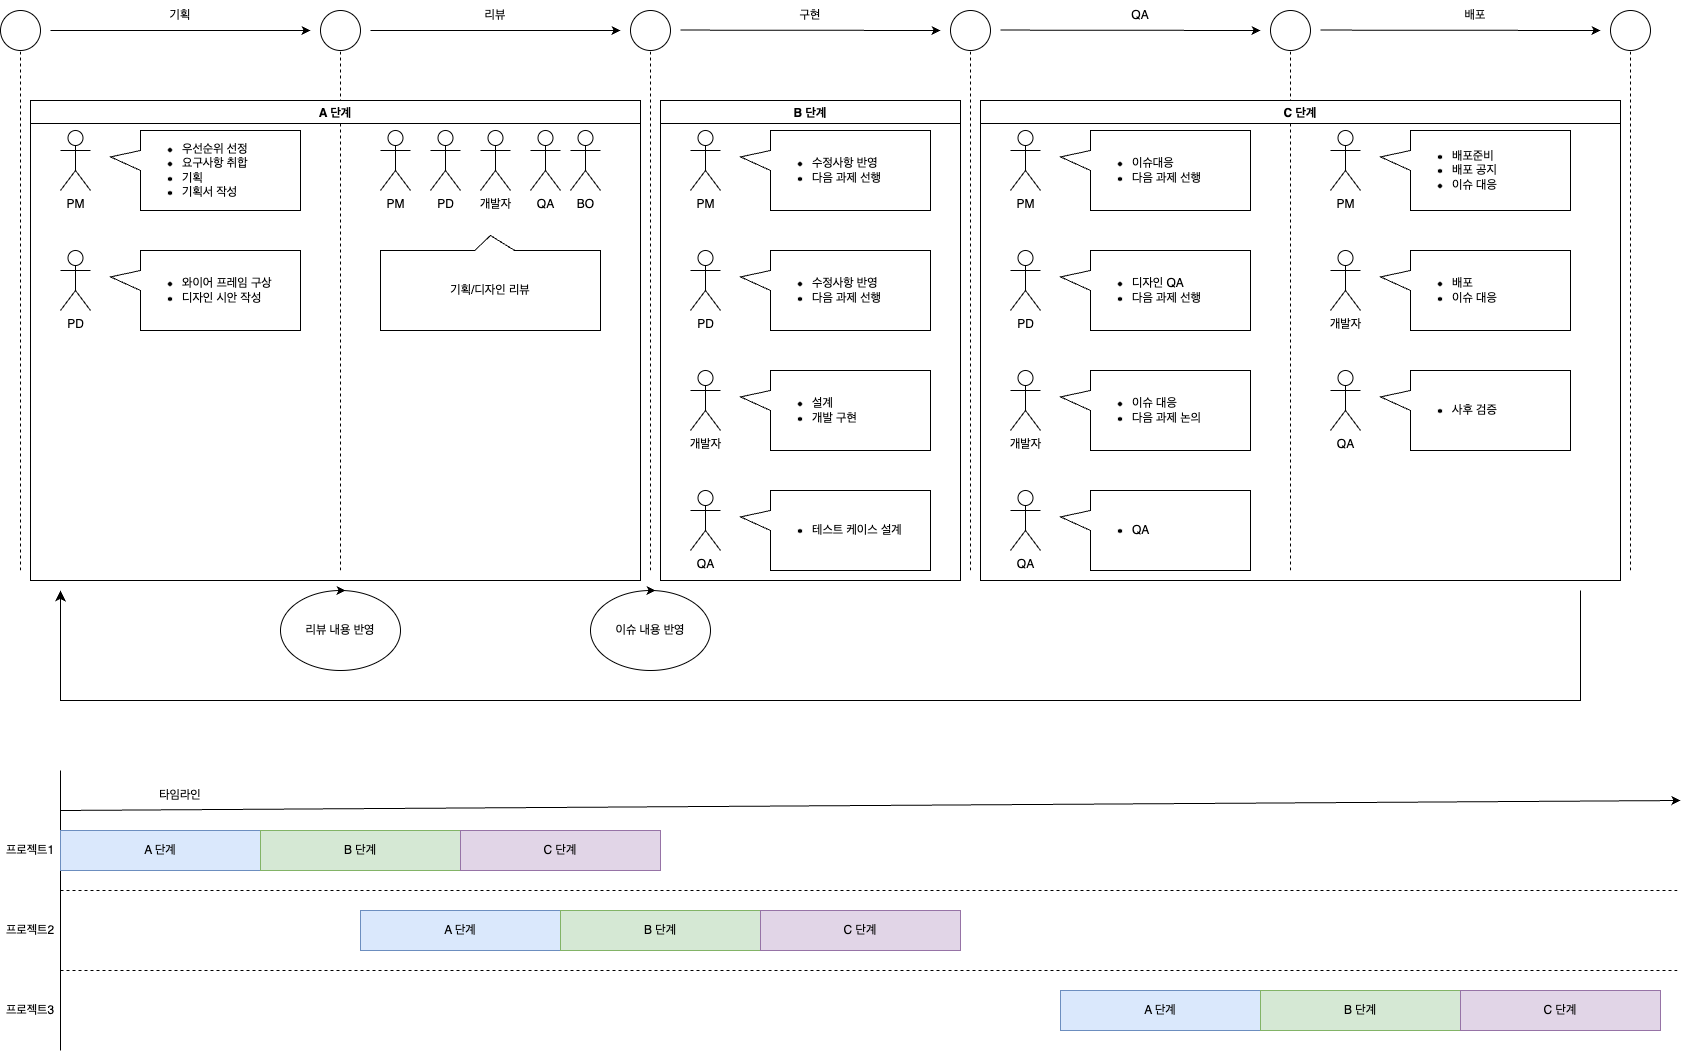 기획
리뷰
구현
QA
배포
A 단계
B 단계
C 단계
PM
우선순위 선정
요구사항 취합
기획
기획서 작성
PD
와이어 프레임 구상
디자인 시안 작성
PM
PD
개발자
QA
BO
기획/디자인 리뷰
PM
수정사항 반영
다음 과제 선행
PD
수정사항 반영
다음 과제 선행
개발자
설계
개발 구현
QA
테스트 케이스 설계
PM
이슈대응
다음 과제 선행
PD
디자인 QA
다음 과제 선행
개발자
이슈 대응
다음 과제 논의
QA
QA
PM
배포준비
배포 공지
이슈 대응
개발자
배포
이슈 대응
QA
사후 검증
리뷰 내용 반영
이슈 내용 반영
타임라인
프로젝트1
A 단계
B 단계
C 단계
프로젝트2
A 단계
B 단계
C 단계
프로젝트3
A 단계
B 단계
C 단계